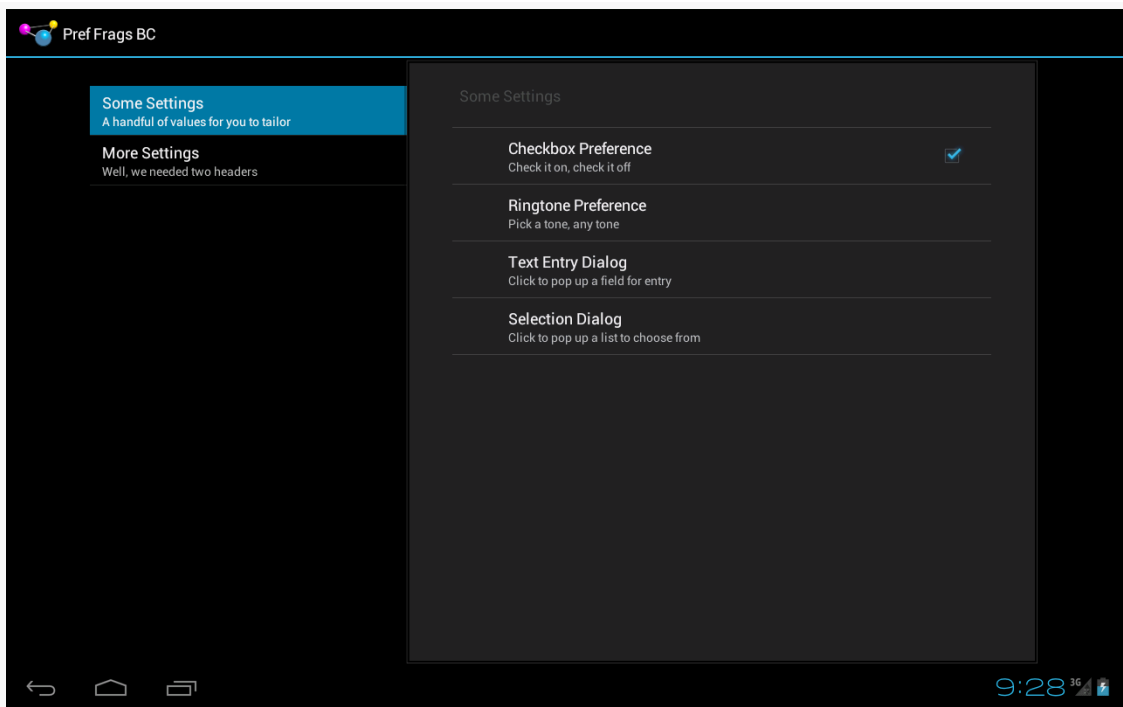 Pref Frags BC
Some Settings
A handful of values for you to tailor
More Settings
Well, we needed two headers
Some Settings
Checkbox Preference
Check it on, check it off
Ringtone Preference
Pick a tone, any tone
Text Entry Dialog
Click to pop up a field for entry
Selection Dialog
Click to pop up a list to choose from
9:28 3G